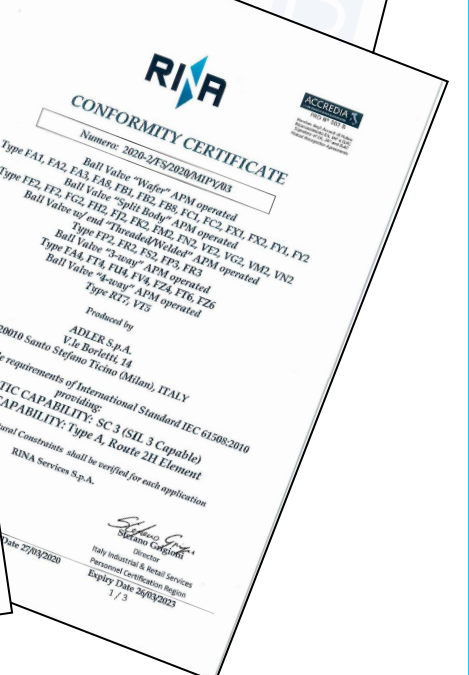 RINA
ACCREDIA
CONFORMITY CERTIFICATE
Numero: 2020-2/FS/2020/MIPY/03
Ball Valve "Wafer" APM operated
Type FA1, FA2, FA3, FA8, FB1, FB2, FB8, FC1, FC2, FX1, FX2, FY1, FY2
Ball Valve "Split Body" APM operated
Type FE2, FF2, FG2, FH2, FJ2, FK2, FM2, FN2, VE2, VG2, VM2, VN2
Ball Valve w/ end "Threaded/Welded" APM operated
Type FP2, FR2, FS2, FP3, FR3
Ball Valve "3-way" APM operated
Type FA4, FT4, FU4, FV4, FZ4, FT6, FZ6
Ball Valve "4-way" APM operated
Type RT7, VT5
Produced by
ADLER S.p.A.
V.le Borletti, 14
20010 Santo Stefano Ticino (Milan), ITALY
requirements of International Standard IEC 61508:2010
providing:
TIC CAPABILITY: SC 3 (SIL 3 Capable)
CAPABILITY: Type A, Route 2H Element
Constraints shall be verified for each application
RINA Services S.p.A.
Stefano Grigioni
Director
Italy Industrial & Retail Services
Personnel Certification Region
Date 27/03/2020
Expiry Date 26/03/2023
1 / 3